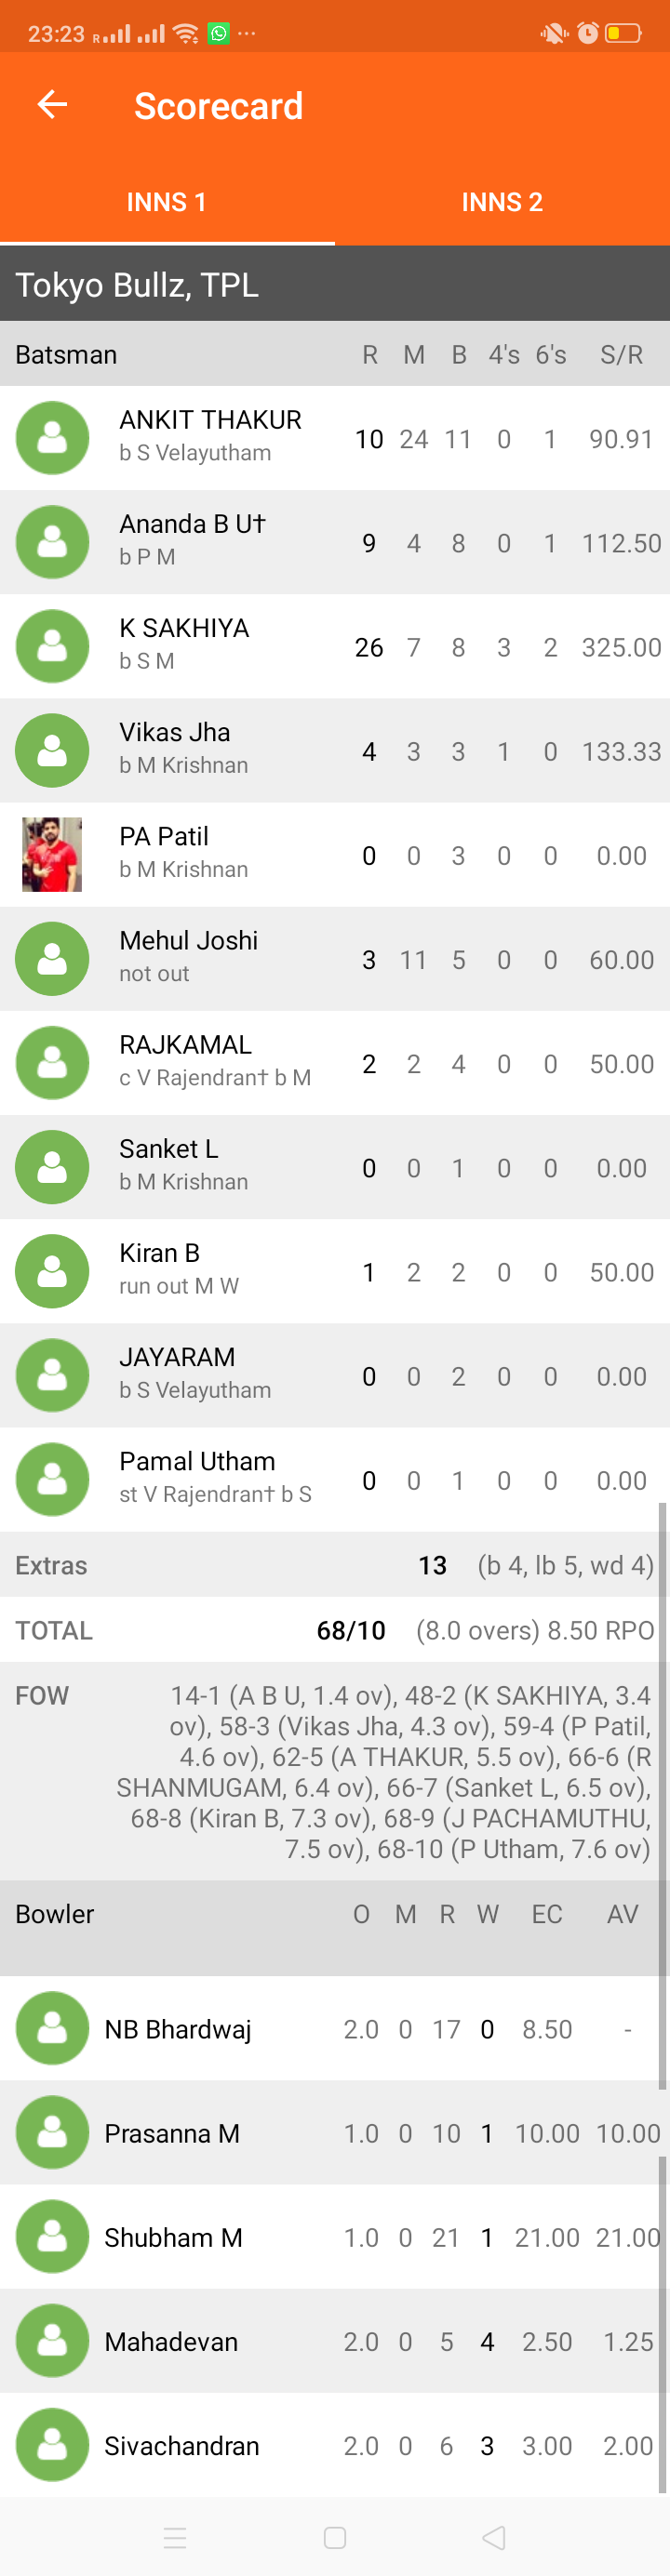 23:23 R ...
Scorecard
INNS 1 INNS 2
Tokyo Bullz, TPL
Batsman R M B 4's 6's S/R
ANKIT THAKUR
b S Velayutham
10 24 11 0 1 90.91
Ananda B U†
b P M
9 4 8 0 1 112.50
K SAKHIYA
b S M
26 7 8 3 2 325.00
Vikas Jha
b M Krishnan
4 3 3 1 0 133.33
PA Patil
b M Krishnan
0 0 3 0 0 0.00
Mehul Joshi
not out
3 11 5 0 0 60.00
RAJKAMAL
c V Rajendran† b M
2 2 4 0 0 50.00
Sanket L
b M Krishnan
0 0 1 0 0 0.00
Kiran B
run out M W
1 2 2 0 0 50.00
JAYARAM
b S Velayutham
0 0 2 0 0 0.00
Pamal Utham
st V Rajendran† b S
0 0 1 0 0 0.00
Extras 13 (b 4, lb 5, wd 4)
TOTAL 68/10 (8.0 overs) 8.50 RPO
FOW 14-1 (A B U, 1.4 ov), 48-2 (K SAKHIYA, 3.4
ov), 58-3 (Vikas Jha, 4.3 ov), 59-4 (P Patil,
4.6 ov), 62-5 (A THAKUR, 5.5 ov), 66-6 (R
SHANMUGAM, 6.4 ov), 66-7 (Sanket L, 6.5 ov),
68-8 (Kiran B, 7.3 ov), 68-9 (J PACHAMUTHU,
7.5 ov), 68-10 (P Utham, 7.6 ov)
Bowler O M R W EC AV
NB Bhardwaj 2.0 0 17 0 8.50 -
Prasanna M 1.0 0 10 1 10.00 10.00
Shubham M 1.0 0 21 1 21.00 21.00
Mahadevan 2.0 0 5 4 2.50 1.25
Sivachandran 2.0 0 6 3 3.00 2.00